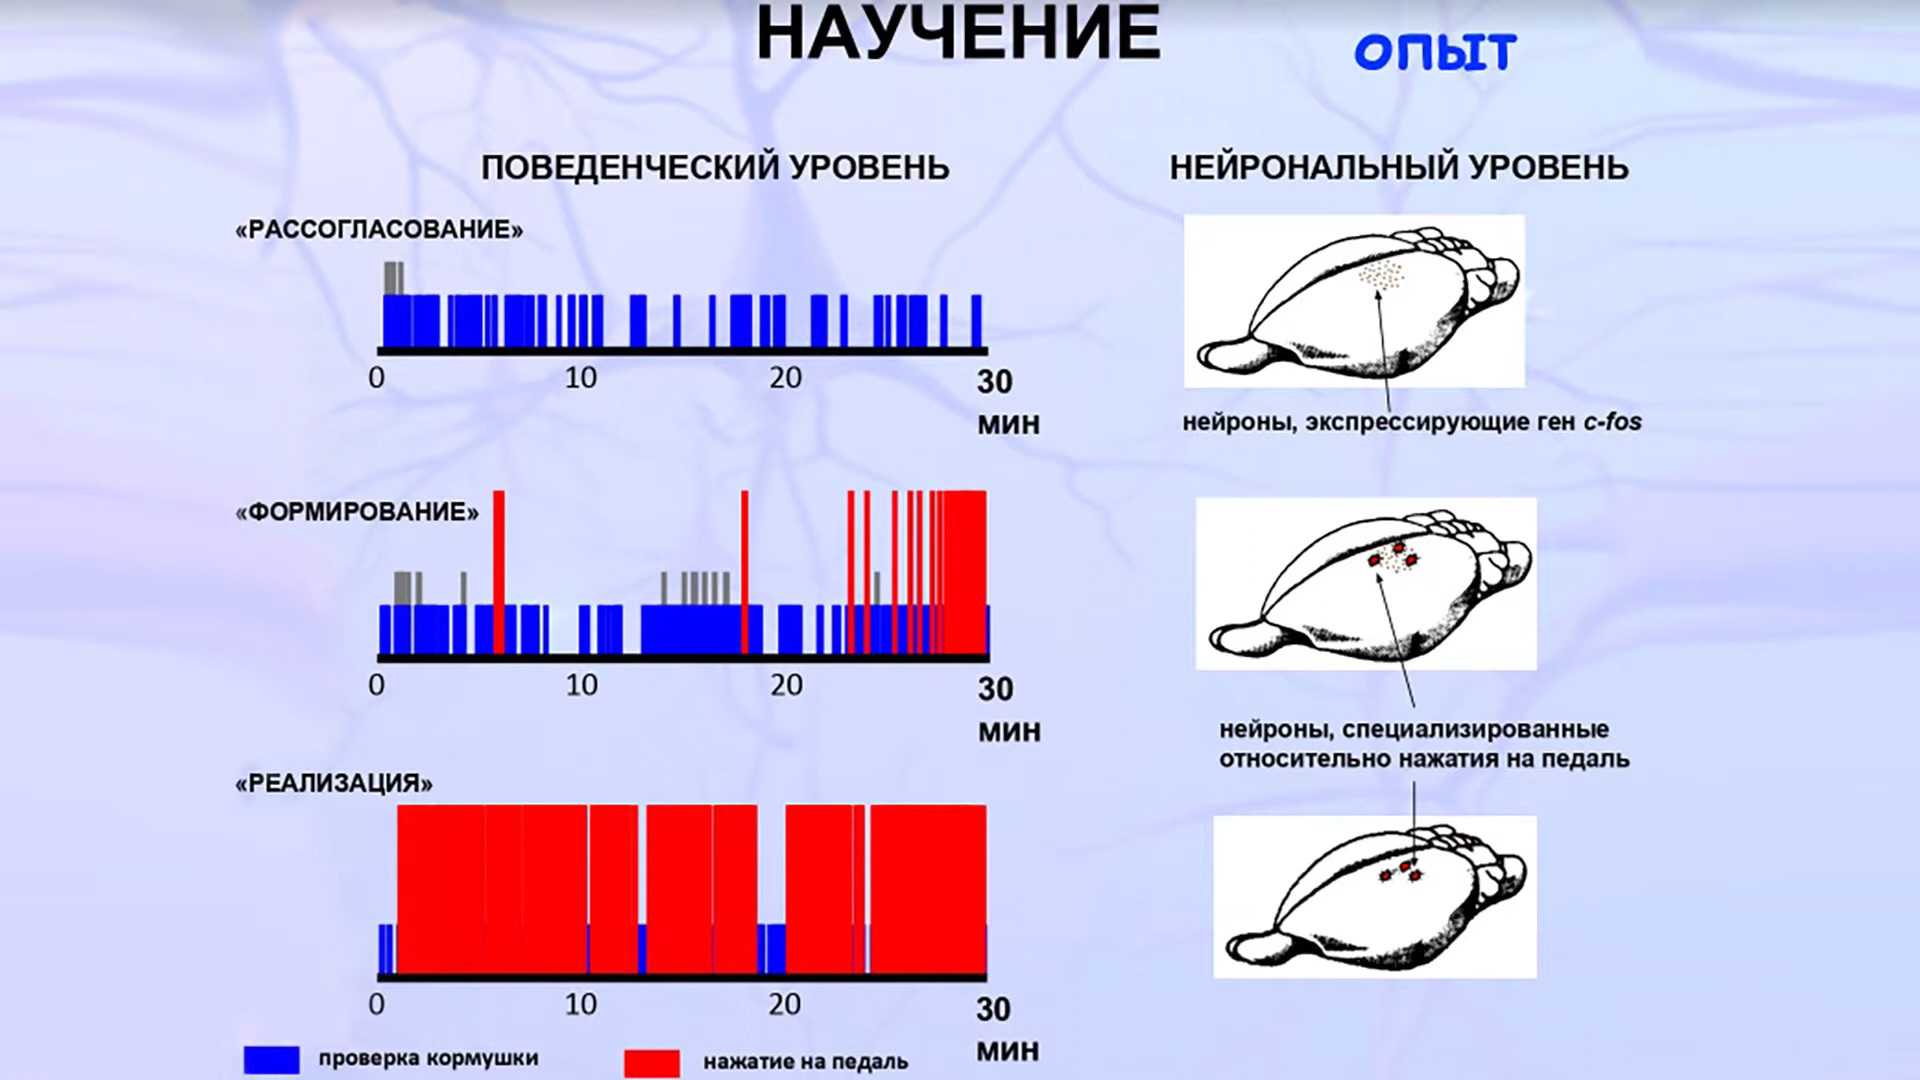 НАУЧЕНИЕ
ОПЫТ
ПОВЕДЕНЧЕСКИЙ УРОВЕНЬ
НЕЙРОНАЛЬНЫЙ УРОВЕНЬ
«РАССОГЛАСОВАНИЕ»
0 10 20 30
МИН
нейроны, экспрессирующие ген c-fos
«ФОРМИРОВАНИЕ»
0 10 20 30
МИН
нейроны, специализированные
относительно нажатия на педаль
«РЕАЛИЗАЦИЯ»
0 10 20 30
МИН
проверка кормушки
нажатие на педаль